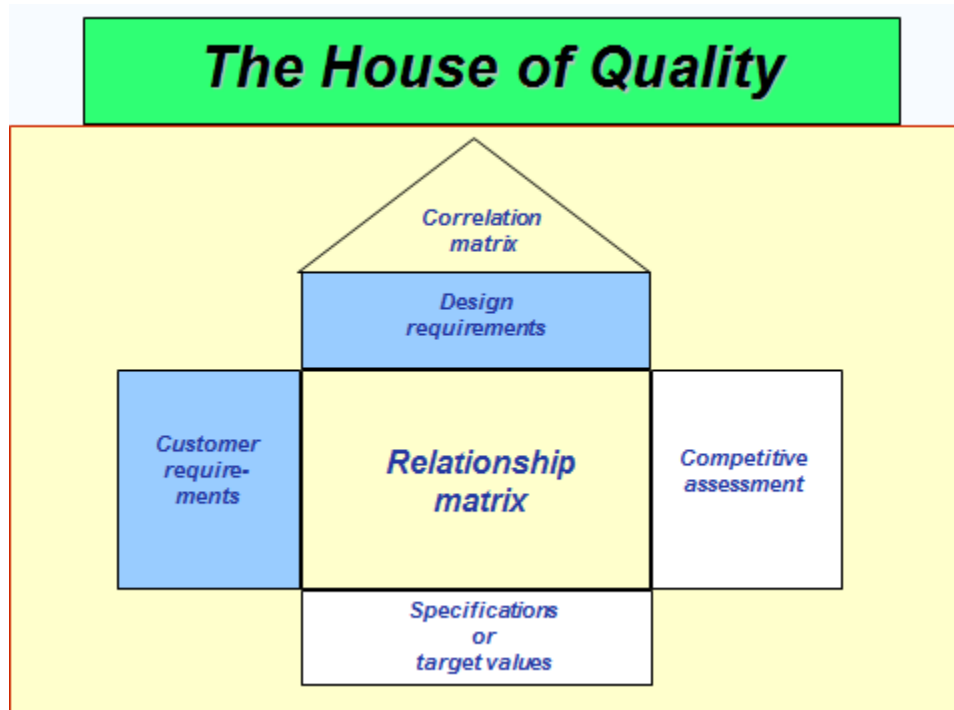 The House of Quality
Correlation
matrix
Design
requirements
Customer
require-
ments
Relationship
matrix
Competitive
assessment
Specifications
or
target values